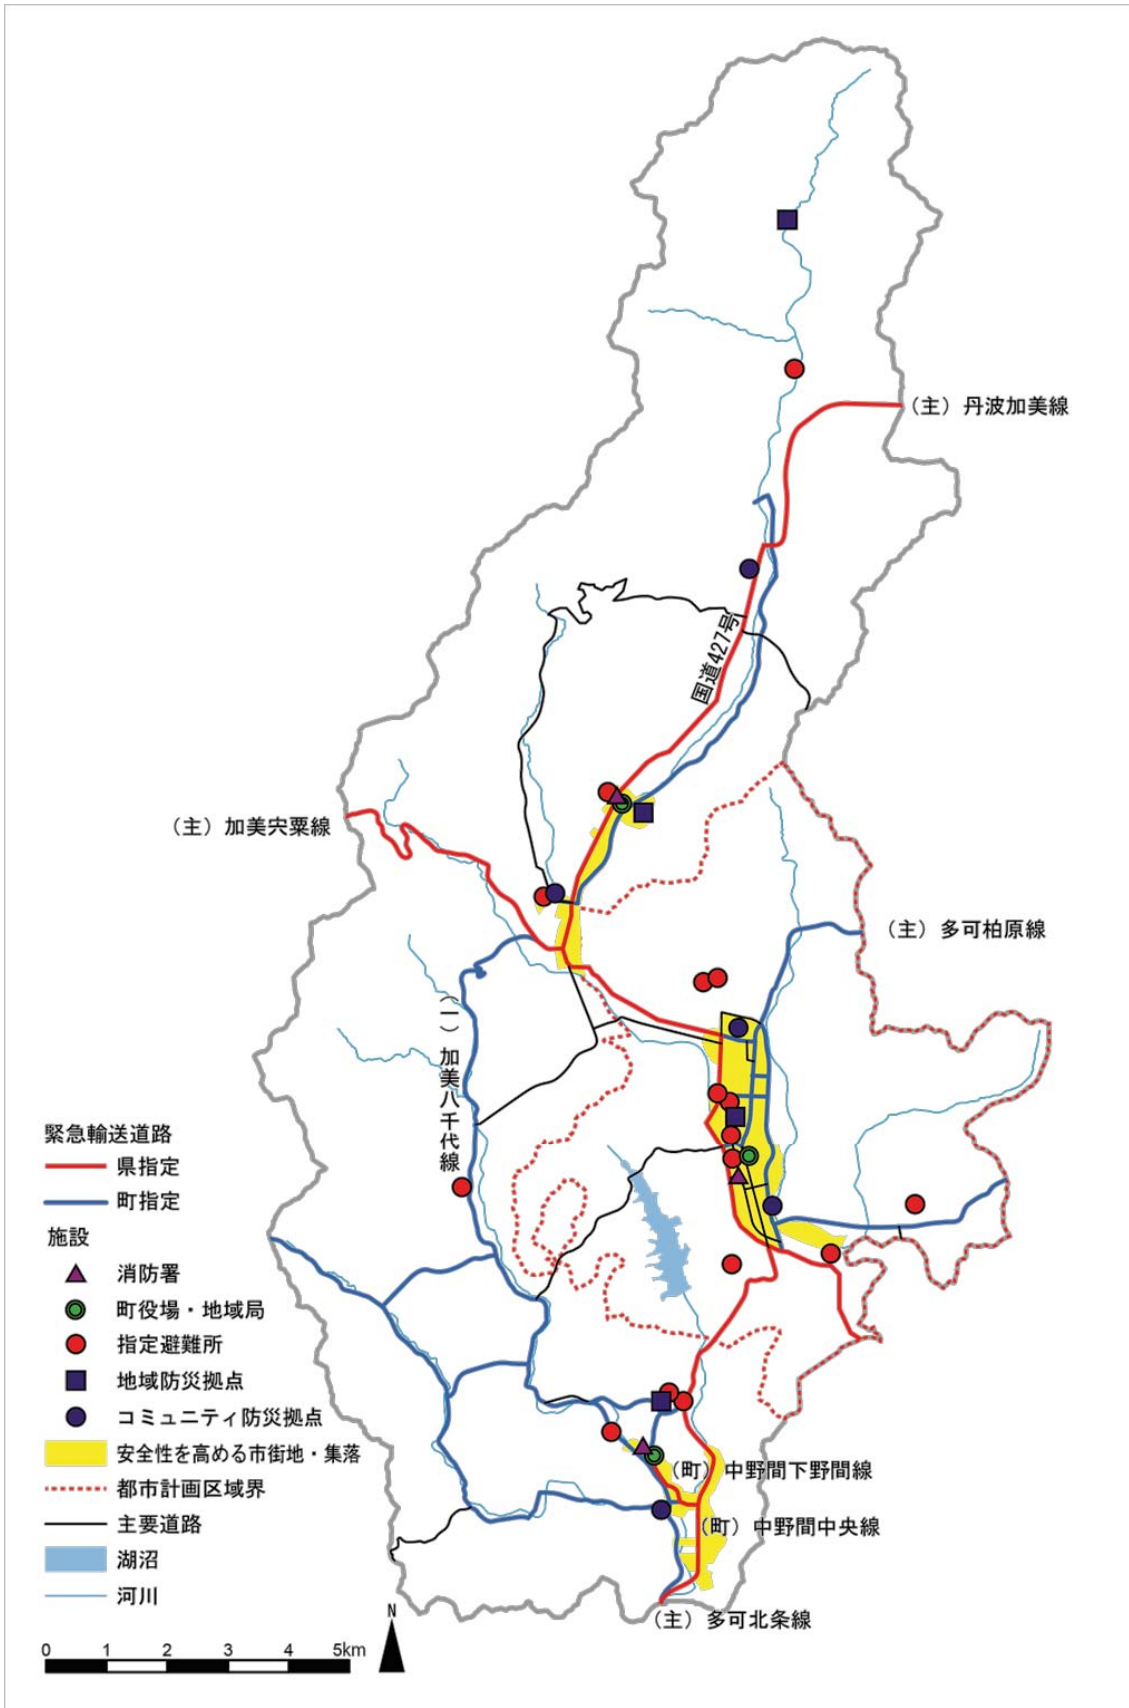 （主）丹波加美線
国道427号
（主）加美宍粟線
（主）多可柏原線
（一）加美八千代線
緊急輸送道路
県指定
町指定
施設
消防署
町役場・地域局
指定避難所
地域防災拠点
コミュニティ防災拠点
安全性を高める市街地・集落
都市計画区域界
主要道路
湖沼
河川
（町）中野間下野間線
（町）中野間中央線
（主）多可北条線
N
0 1 2 3 4 5km